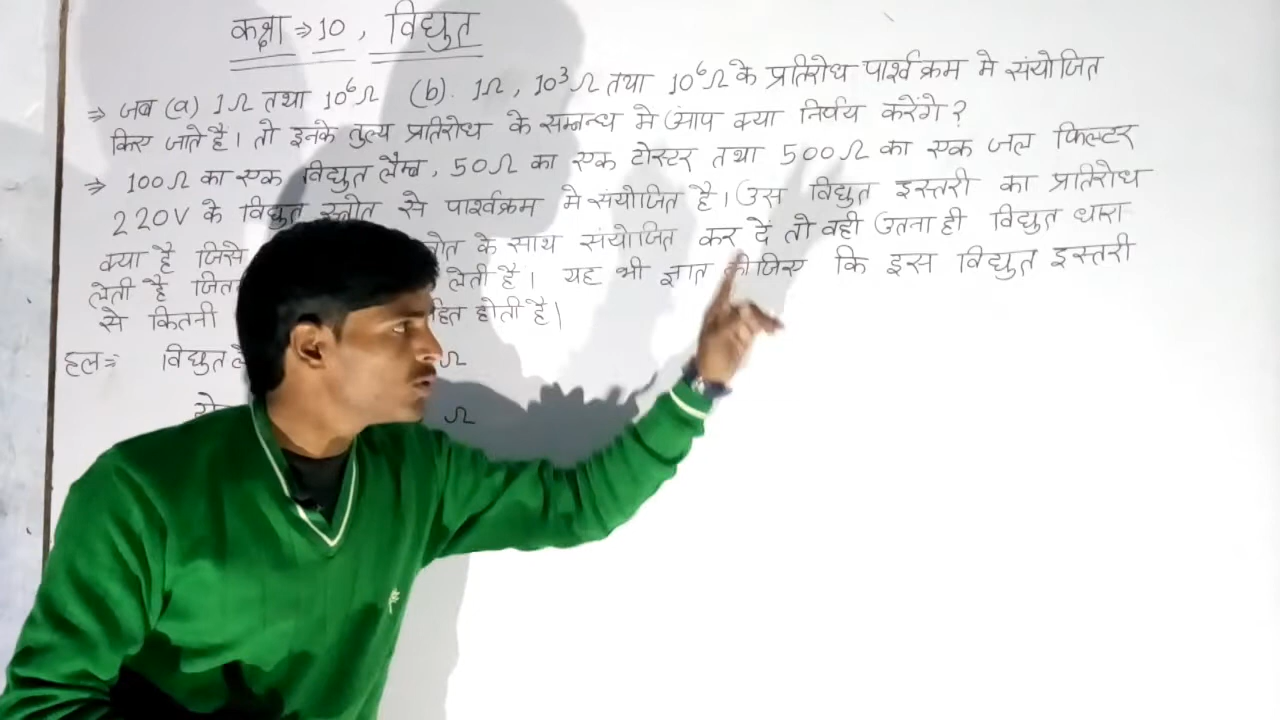 कक्षा ⇒ 10 , विद्युत
⇒ जब (a) 1Ω तथा 10⁶Ω (b). 1Ω , 10³Ω तथा 10⁶Ω के प्रतिरोध पार्श्वक्रम मे संयोजित
किए जाते है। तो इनके तुल्य प्रतिरोध के सम्बन्ध मे आप क्या निर्णय करेंगे ?
⇒ 100Ω का एक विद्युत लैम्ब , 50Ω का एक टोस्टर तथा 500Ω का एक जल फिल्टर
220V के विद्युत स्त्रोत से पार्श्वक्रम मे संयोजित है। उस विद्युत इस्तरी का प्रतिरोध
क्या है जिसे के साथ संयोजित कर दें तो वही उतना ही विद्युत धारा
लेती है लेती है। यह भी ज्ञात कीजिए कि इस विद्युत इस्तरी
से कितनी होती है।
हल⇒ विद्युत Ω
Ω